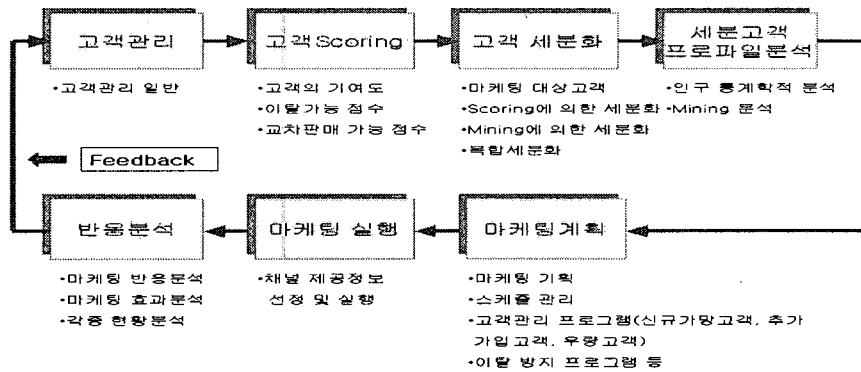 고객관리
고객Scoring
고객 세분화
세분고객
프로파일분석
•고객관리 일반
•고객의 기여도
•이탈가능 점수
•교차판매 가능 점수
•마케팅 대상고객
•Scoring에 의한 세분화
•Mining에 의한 세분화
•복합세분화
•인구 통계학적 분석
•Mining 분석
Feedback
반응분석
마케팅 실행
마케팅계획
•마케팅 반응분석
•마케팅 효과분석
•각종 현황분석
•채널 제공정보
선정 및 실행
•마케팅 기획
•스케쥴 관리
•고객관리 프로그램(신규가망고객, 추가
가입고객, 우량고객)
•이탈 방지 프로그램 등